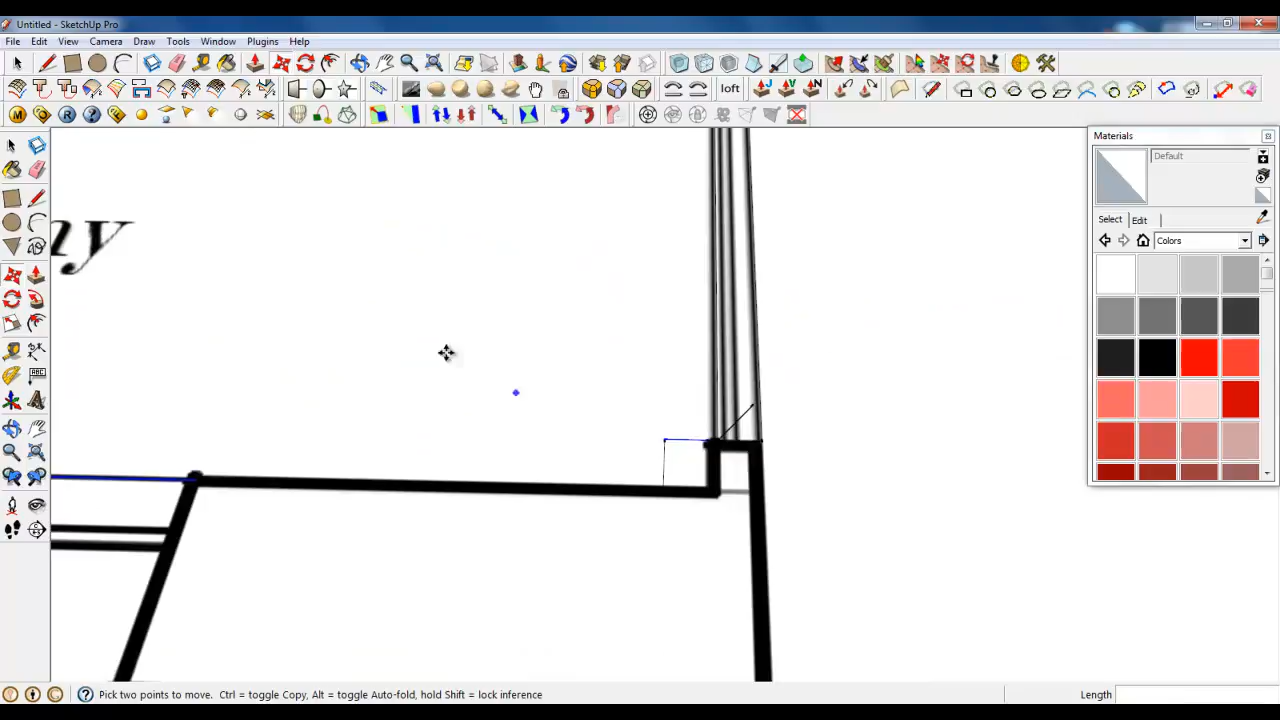 Untitled - SketchUp Pro
File Edit View Camera Draw Tools Window Plugins Help
loft
Materials
Default
Select Edit
Colors
Pick two points to move. Ctrl = toggle Copy, Alt = toggle Auto-fold, hold Shift = lock inference
Length